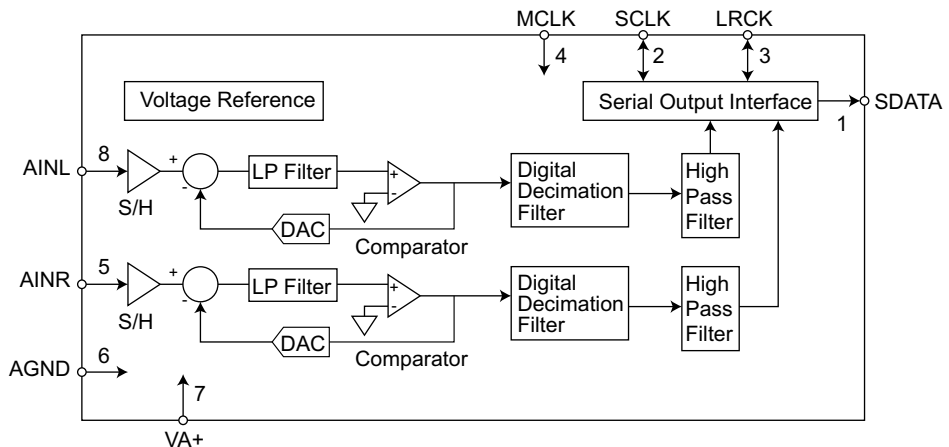 MCLK SCLK LRCK
4 2 3
Voltage Reference
Serial Output Interface
1
SDATA
AINL
8
S/H
+
-
LP Filter
+
-
DAC
Comparator
Digital
Decimation
Filter
High
Pass
Filter
AINR
5
S/H
+
-
LP Filter
+
-
DAC
Comparator
Digital
Decimation
Filter
High
Pass
Filter
AGND
6
7
VA+